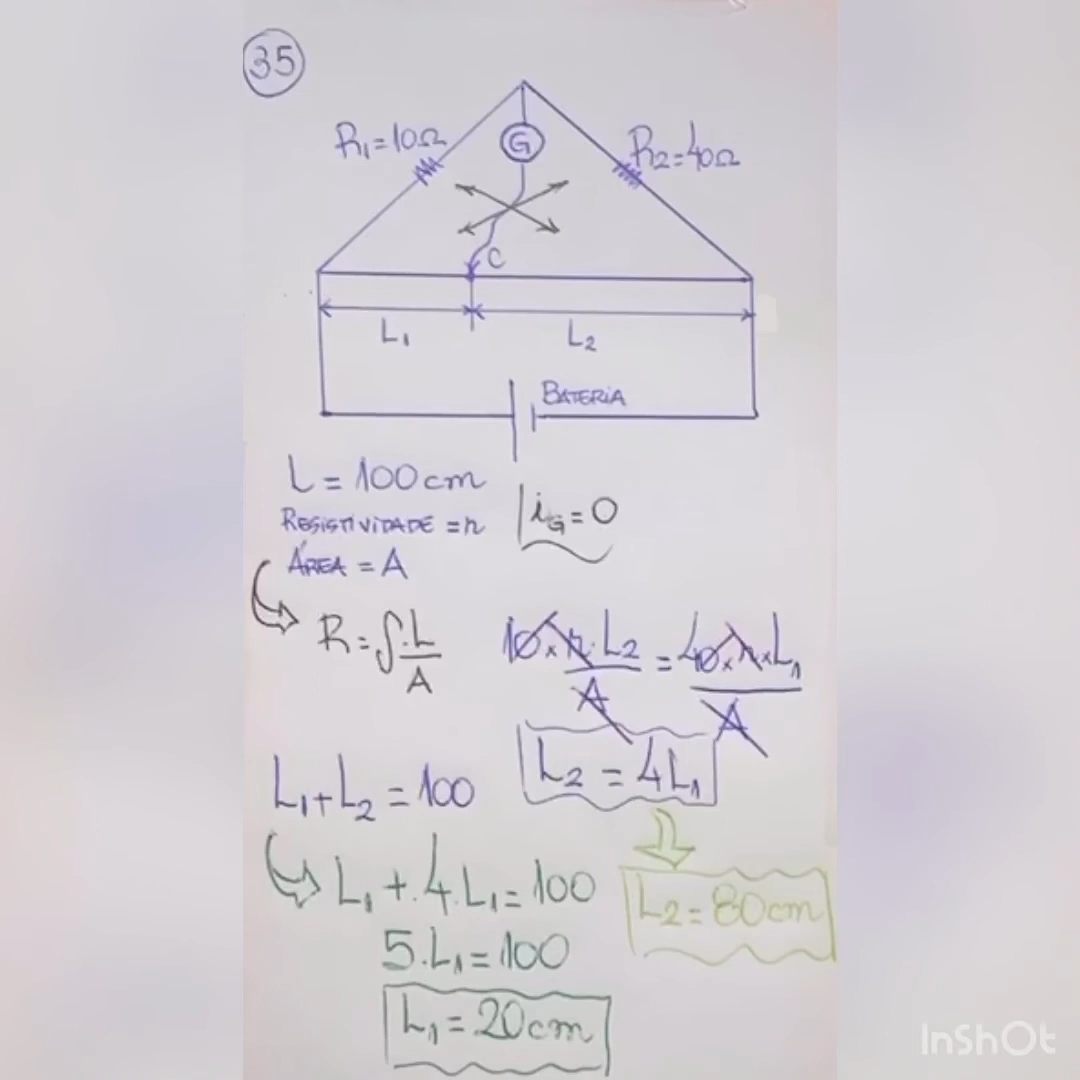 35
R₁=10Ω
G
R₂=40Ω
C
L₁
L₂
BATERIA
L = 100cm
RESISTIVIDADE = r
ÁREA = A
i_G = 0
R = ∫.L/A
10 × r. L₂/A = 40 × r × L₁/A
L₂ = 4L₁
L₁ + L₂ = 100
L₁ + .4.L₁ = 100
5.L₁ = 100
L₁ = 20cm
L₂ = 80cm
InShOt